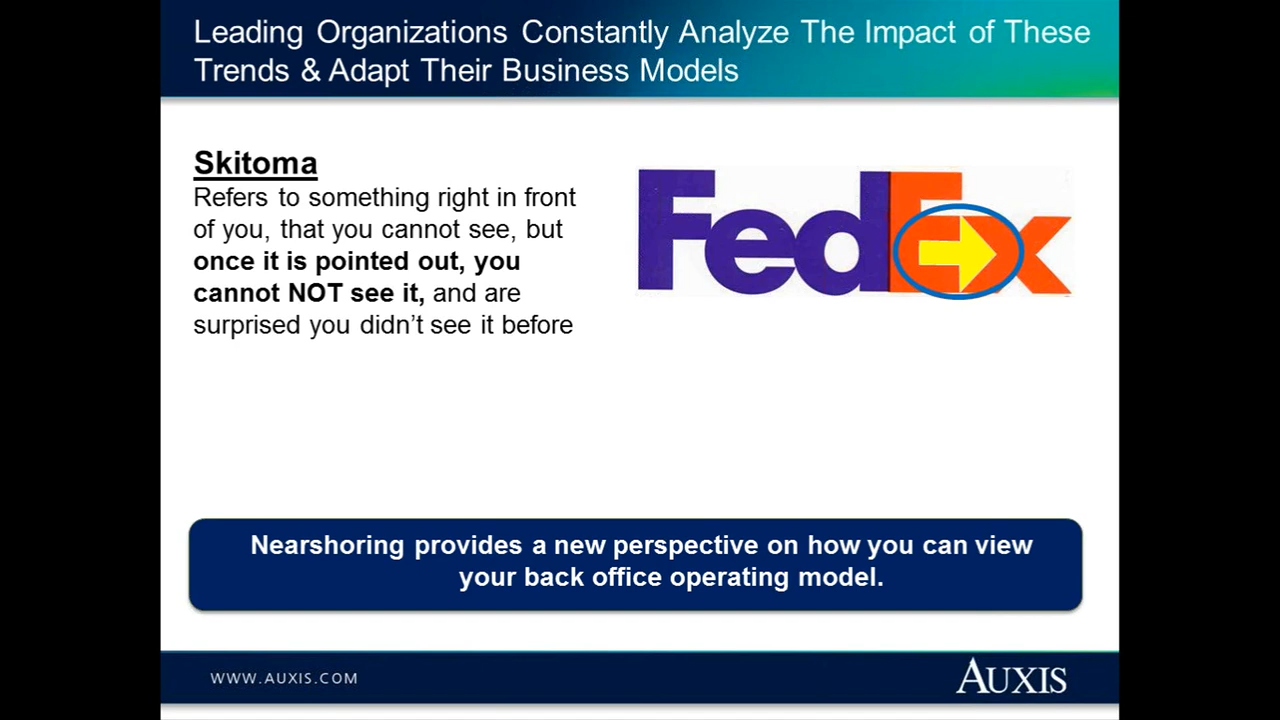 Leading Organizations Constantly Analyze The Impact of These
Trends & Adapt Their Business Models
Skitoma
Refers to something right in front
of you, that you cannot see, but
once it is pointed out, you
cannot NOT see it, and are
surprised you didn’t see it before
FedEx
Nearshoring provides a new perspective on how you can view
your back office operating model.
WWW.AUXIS.COM
AUXIS